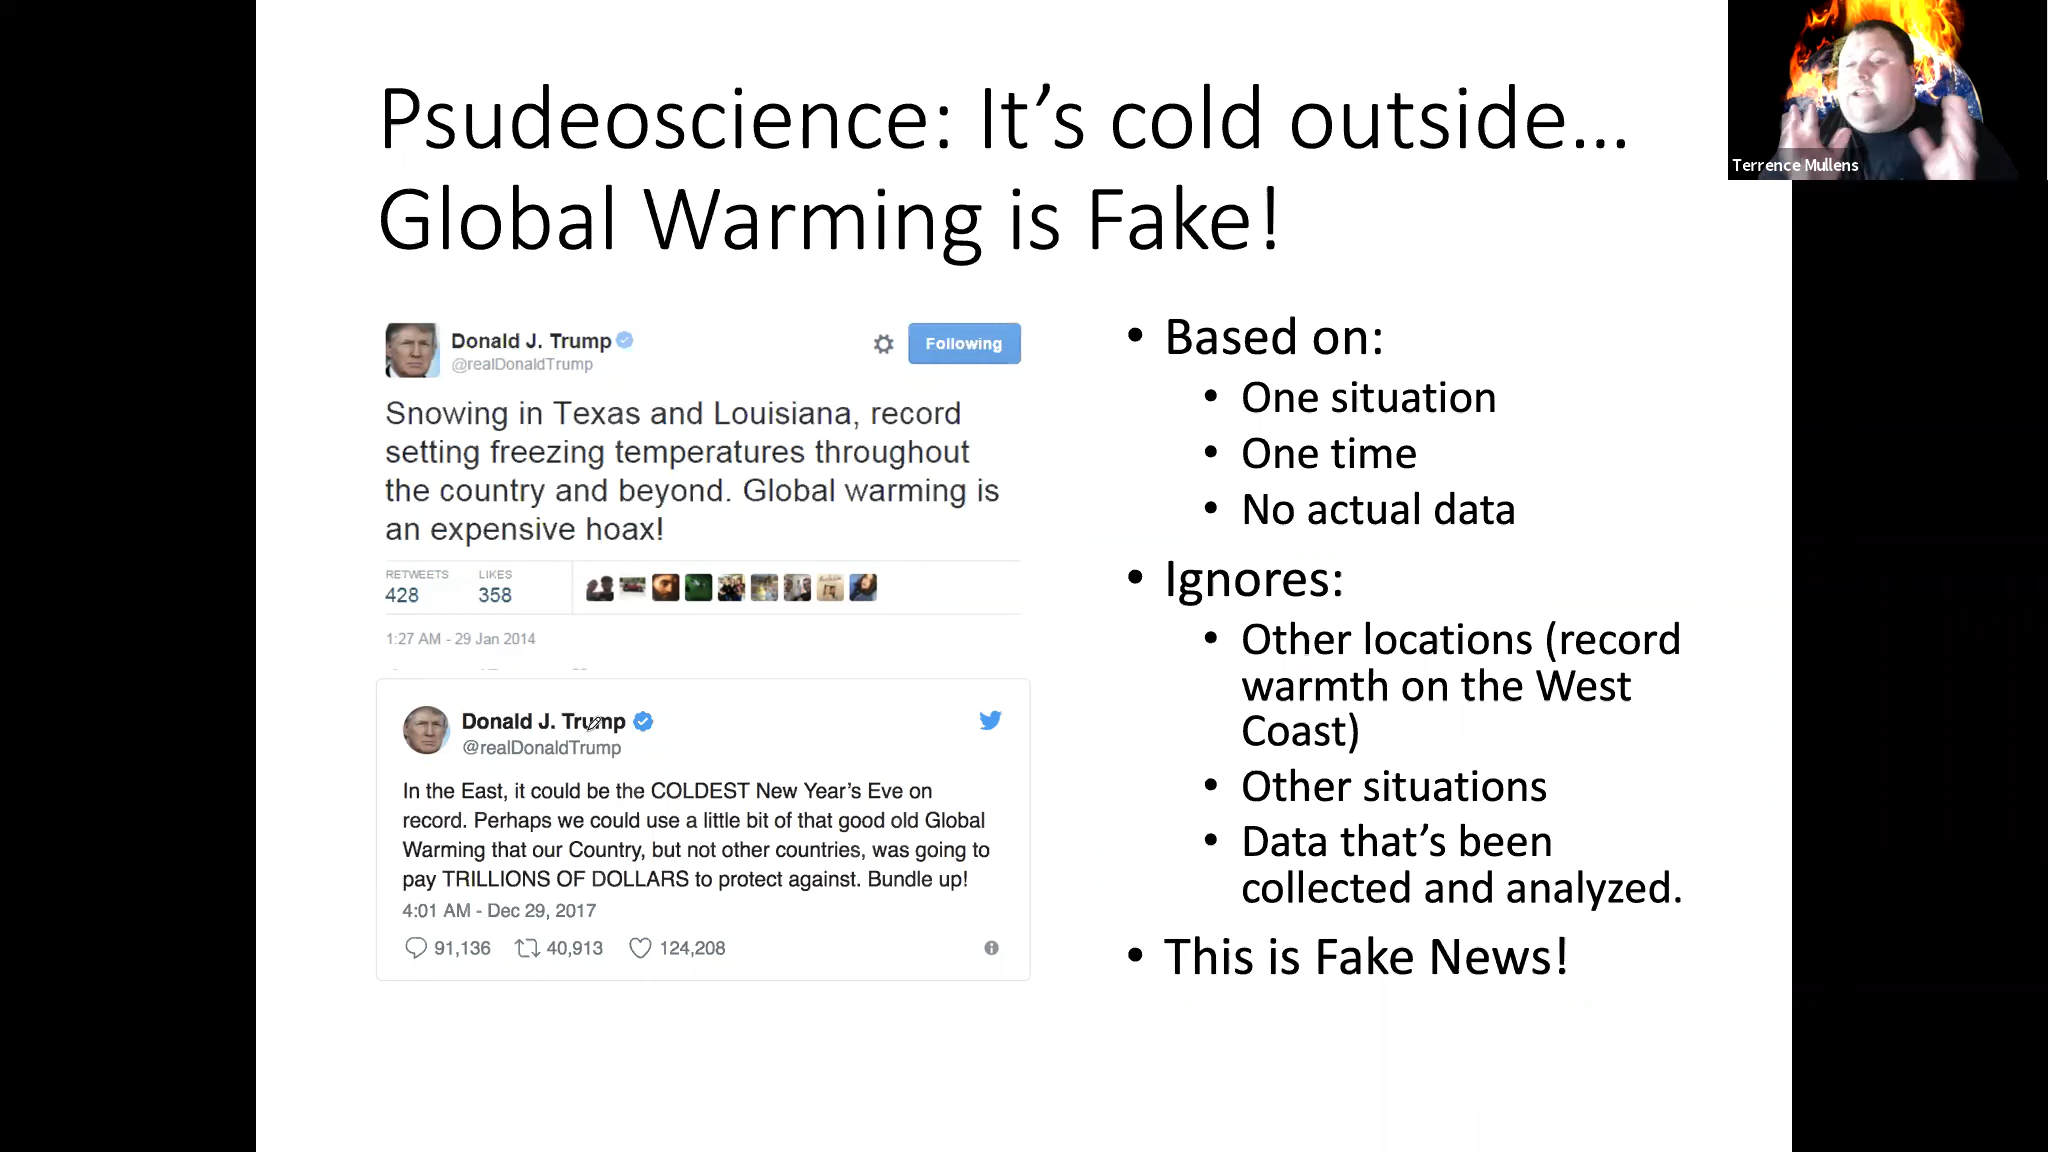 Psudeoscience: It's cold outside…
Global Warming is Fake!
Terrence Mullens
Donald J. Trump
@realDonaldTrump
Following
Snowing in Texas and Louisiana, record
setting freezing temperatures throughout
the country and beyond. Global warming is
an expensive hoax!
RETWEETS LIKES
428 358
1:27 AM - 29 Jan 2014
Donald J. Trump
@realDonaldTrump
In the East, it could be the COLDEST New Year's Eve on
record. Perhaps we could use a little bit of that good old Global
Warming that our Country, but not other countries, was going to
pay TRILLIONS OF DOLLARS to protect against. Bundle up!
4:01 AM - Dec 29, 2017
91,136 40,913 124,208
• Based on:
• One situation
• One time
• No actual data
• Ignores:
• Other locations (record
warmth on the West
Coast)
• Other situations
• Data that's been
collected and analyzed.
• This is Fake News!